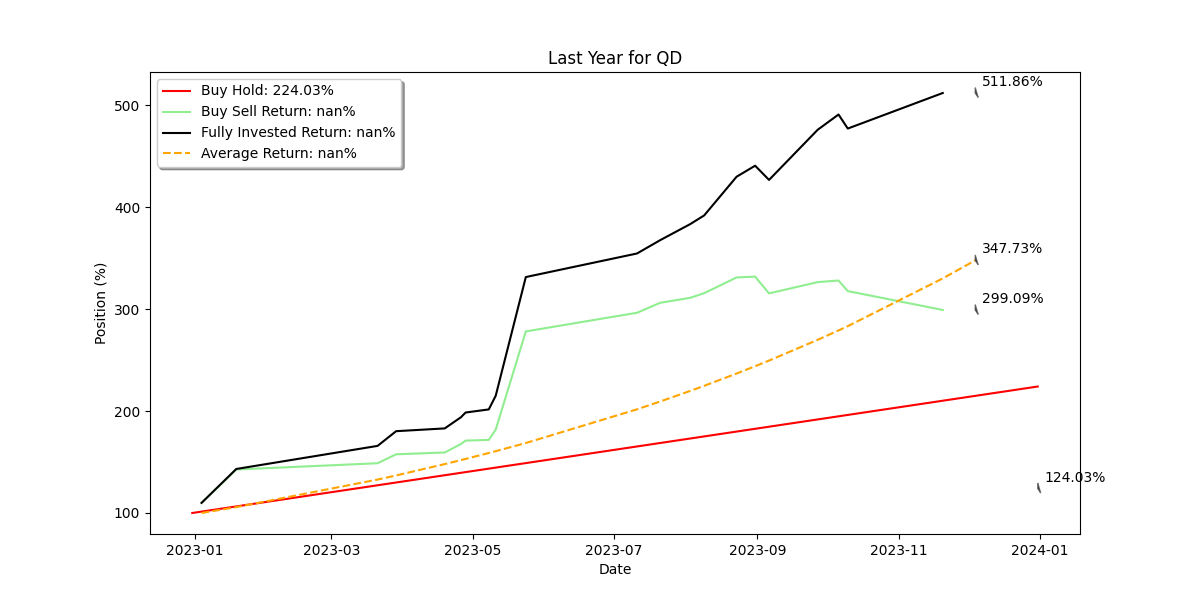 Last Year for QD
Buy Hold: 224.03%
Buy Sell Return: nan%
Fully Invested Return: nan%
Average Return: nan%
511.86%
347.73%
299.09%
124.03%
500
400
300
200
100
Position (%)
2023-01
2023-03
2023-05
2023-07
2023-09
2023-11
2024-01
Date